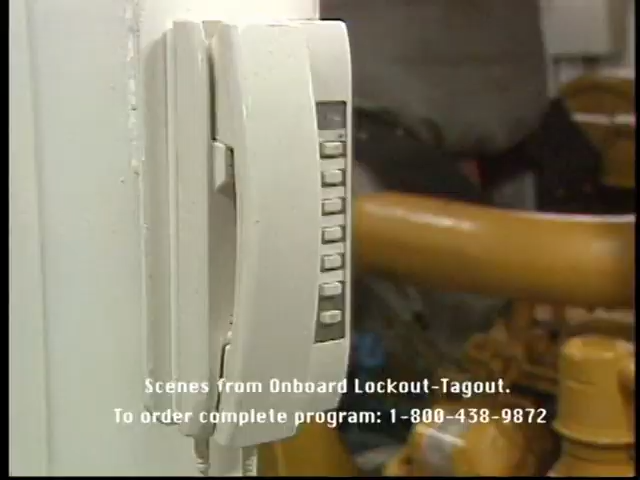 Scenes from Onboard Lockout-Tagout.
To order complete program: 1-800-438-9872